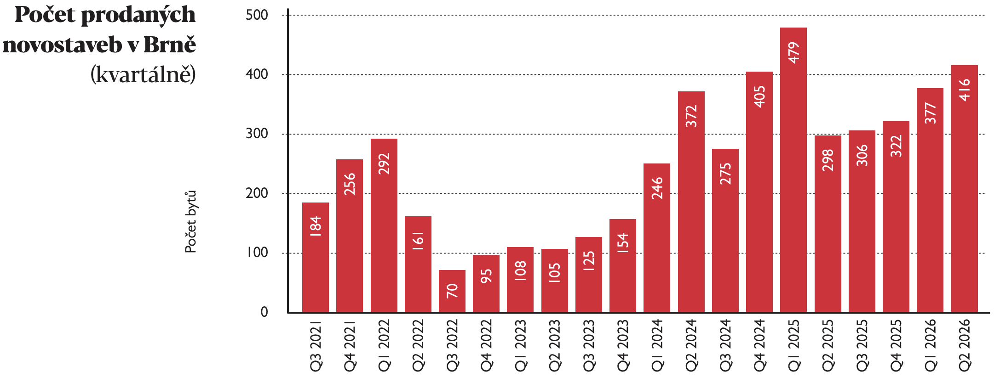 Počet prodaných
novostaveb v Brně
(kvartálně)
Počet bytů
500
400
300
200
100
0
184
256
292
161
70
95
108
105
125
154
246
372
275
405
479
298
306
322
377
416
Q3 2021
Q4 2021
Q1 2022
Q2 2022
Q3 2022
Q4 2022
Q1 2023
Q2 2023
Q3 2023
Q4 2023
Q1 2024
Q2 2024
Q3 2024
Q4 2024
Q1 2025
Q2 2025
Q3 2025
Q4 2025
Q1 2026
Q2 2026